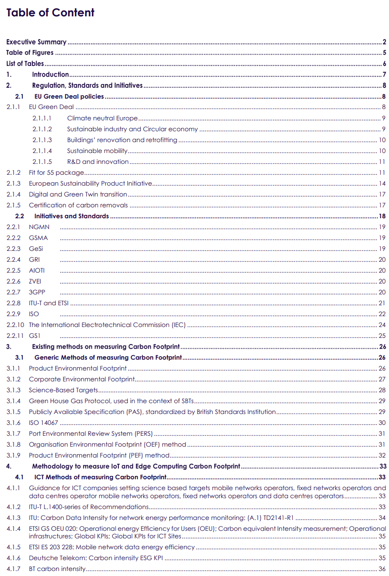 Table of Content
Executive Summary 2
Table of Figures 5
List of Tables 6
1. Introduction 7
2. Regulation, Standards and Initiatives 8
2.1 EU Green Deal policies 8
2.1.1 EU Green Deal 8
2.1.1.1 Climate neutral Europe 9
2.1.1.2 Sustainable industry and Circular economy 9
2.1.1.3 Buildings' renovation and retrofitting 10
2.1.1.4 Sustainable mobility 10
2.1.1.5 R&D and innovation 11
2.1.2 Fit for 55 package 11
2.1.3 European Sustainability Product Initiative 14
2.1.4 Digital and Green Twin transition 17
2.1.5 Certification of carbon removals 17
2.2 Initiatives and Standards 18
2.2.1 NGMN 19
2.2.2 GSMA 19
2.2.3 GeSi 19
2.2.4 GRI 20
2.2.5 AIOTI 20
2.2.6 ZVEI 20
2.2.7 3GPP 20
2.2.8 ITU-T and ETSI 21
2.2.9 ISO 22
2.2.10 The International Electrotechnical Commission (IEC) 24
2.2.11 GS1 25
3. Existing methods on measuring Carbon Footprint 26
3.1 Generic Methods of measuring Carbon Footprint 26
3.1.1 Product Environmental Footprint 26
3.1.2 Corporate Environmental Footprint 27
3.1.3 Science-Based Targets 28
3.1.4 Green House Gas Protocol, used in the context of SBTs 29
3.1.5 Publicly Available Specification (PAS), standardized by British Standards Institution 29
3.1.6 ISO 14067 30
3.1.7 Port Environmental Review System (PERS) 31
3.1.8 Organisation Environmental Footprint (OEF) method 31
3.1.9 Product Environmental Footprint (PEF) method 32
4. Methodology to measure IoT and Edge Computing Carbon Footprint 33
4.1 ICT Methods of measuring Carbon Footprint 33
4.1.1 Guidance for ICT companies setting science based targets mobile networks operators, fixed networks operators and
data centres operator mobile networks operators, fixed networks operators and data centres operators 33
4.1.2 ITU-T L.1400-series of Recommendations 33
4.1.3 ITU: Carbon Data Intensity for network energy performance monitoring: (A.1) TD2141-R1 34
4.1.4 ETSI GS OEU 020: Operational energy Efficiency for Users (OEU); Carbon equivalent Intensity measurement; Operational
infrastructures; Global KPIs; Global KPIs for ICT Sites 35
4.1.5 ETSI ES 203 228: Mobile network data energy efficiency 35
4.1.6 Deutsche Telekom: Carbon intensity ESG KPI 35
4.1.7 BT carbon intensity 36